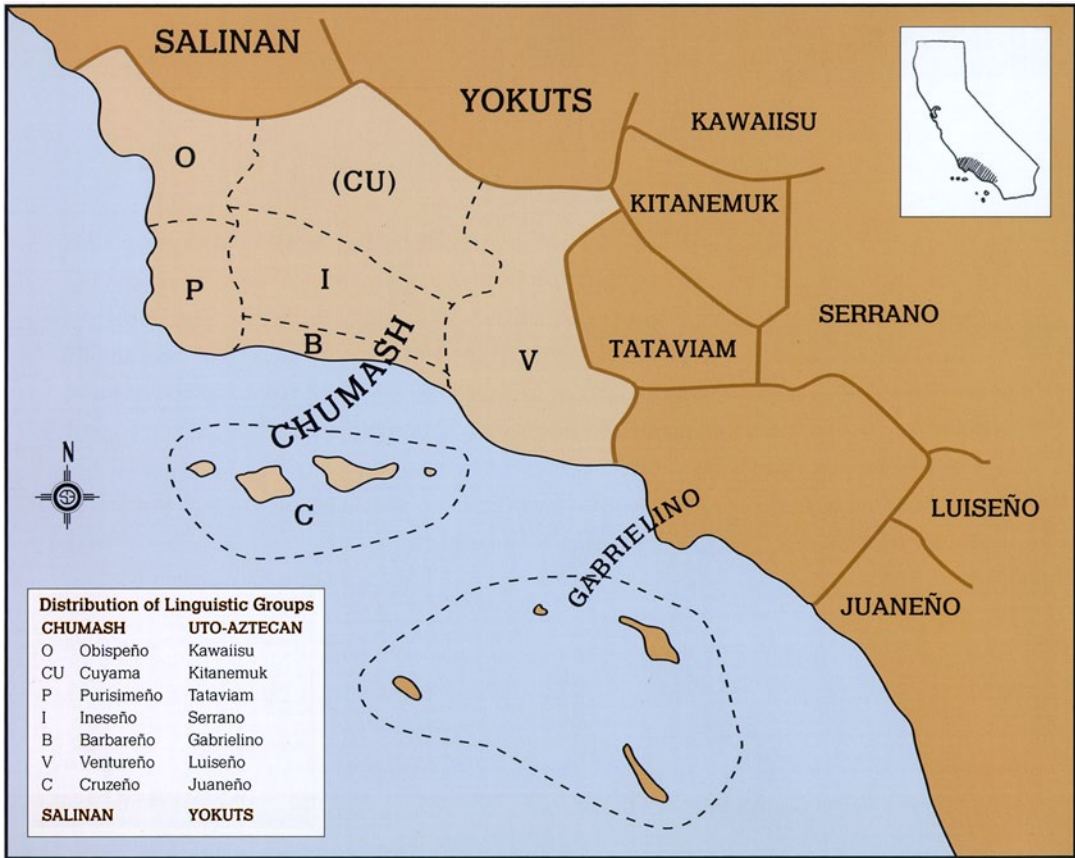 SALINAN
YOKUTS
KAWAIISU
O
(CU)
KITANEMUK
P
I
SERRANO
B
TATAVIAM
V
CHUMASH
N
C
GABRIELINO
LUISEÑO
JUANEÑO
Distribution of Linguistic Groups
CHUMASH UTO-AZTECAN
O Obispeño Kawaiisu
CU Cuyama Kitanemuk
P Purisimeño Tataviam
I Ineseño Serrano
B Barbareño Gabrielino
V Ventureño Luiseño
C Cruzeño Juaneño
SALINAN YOKUTS